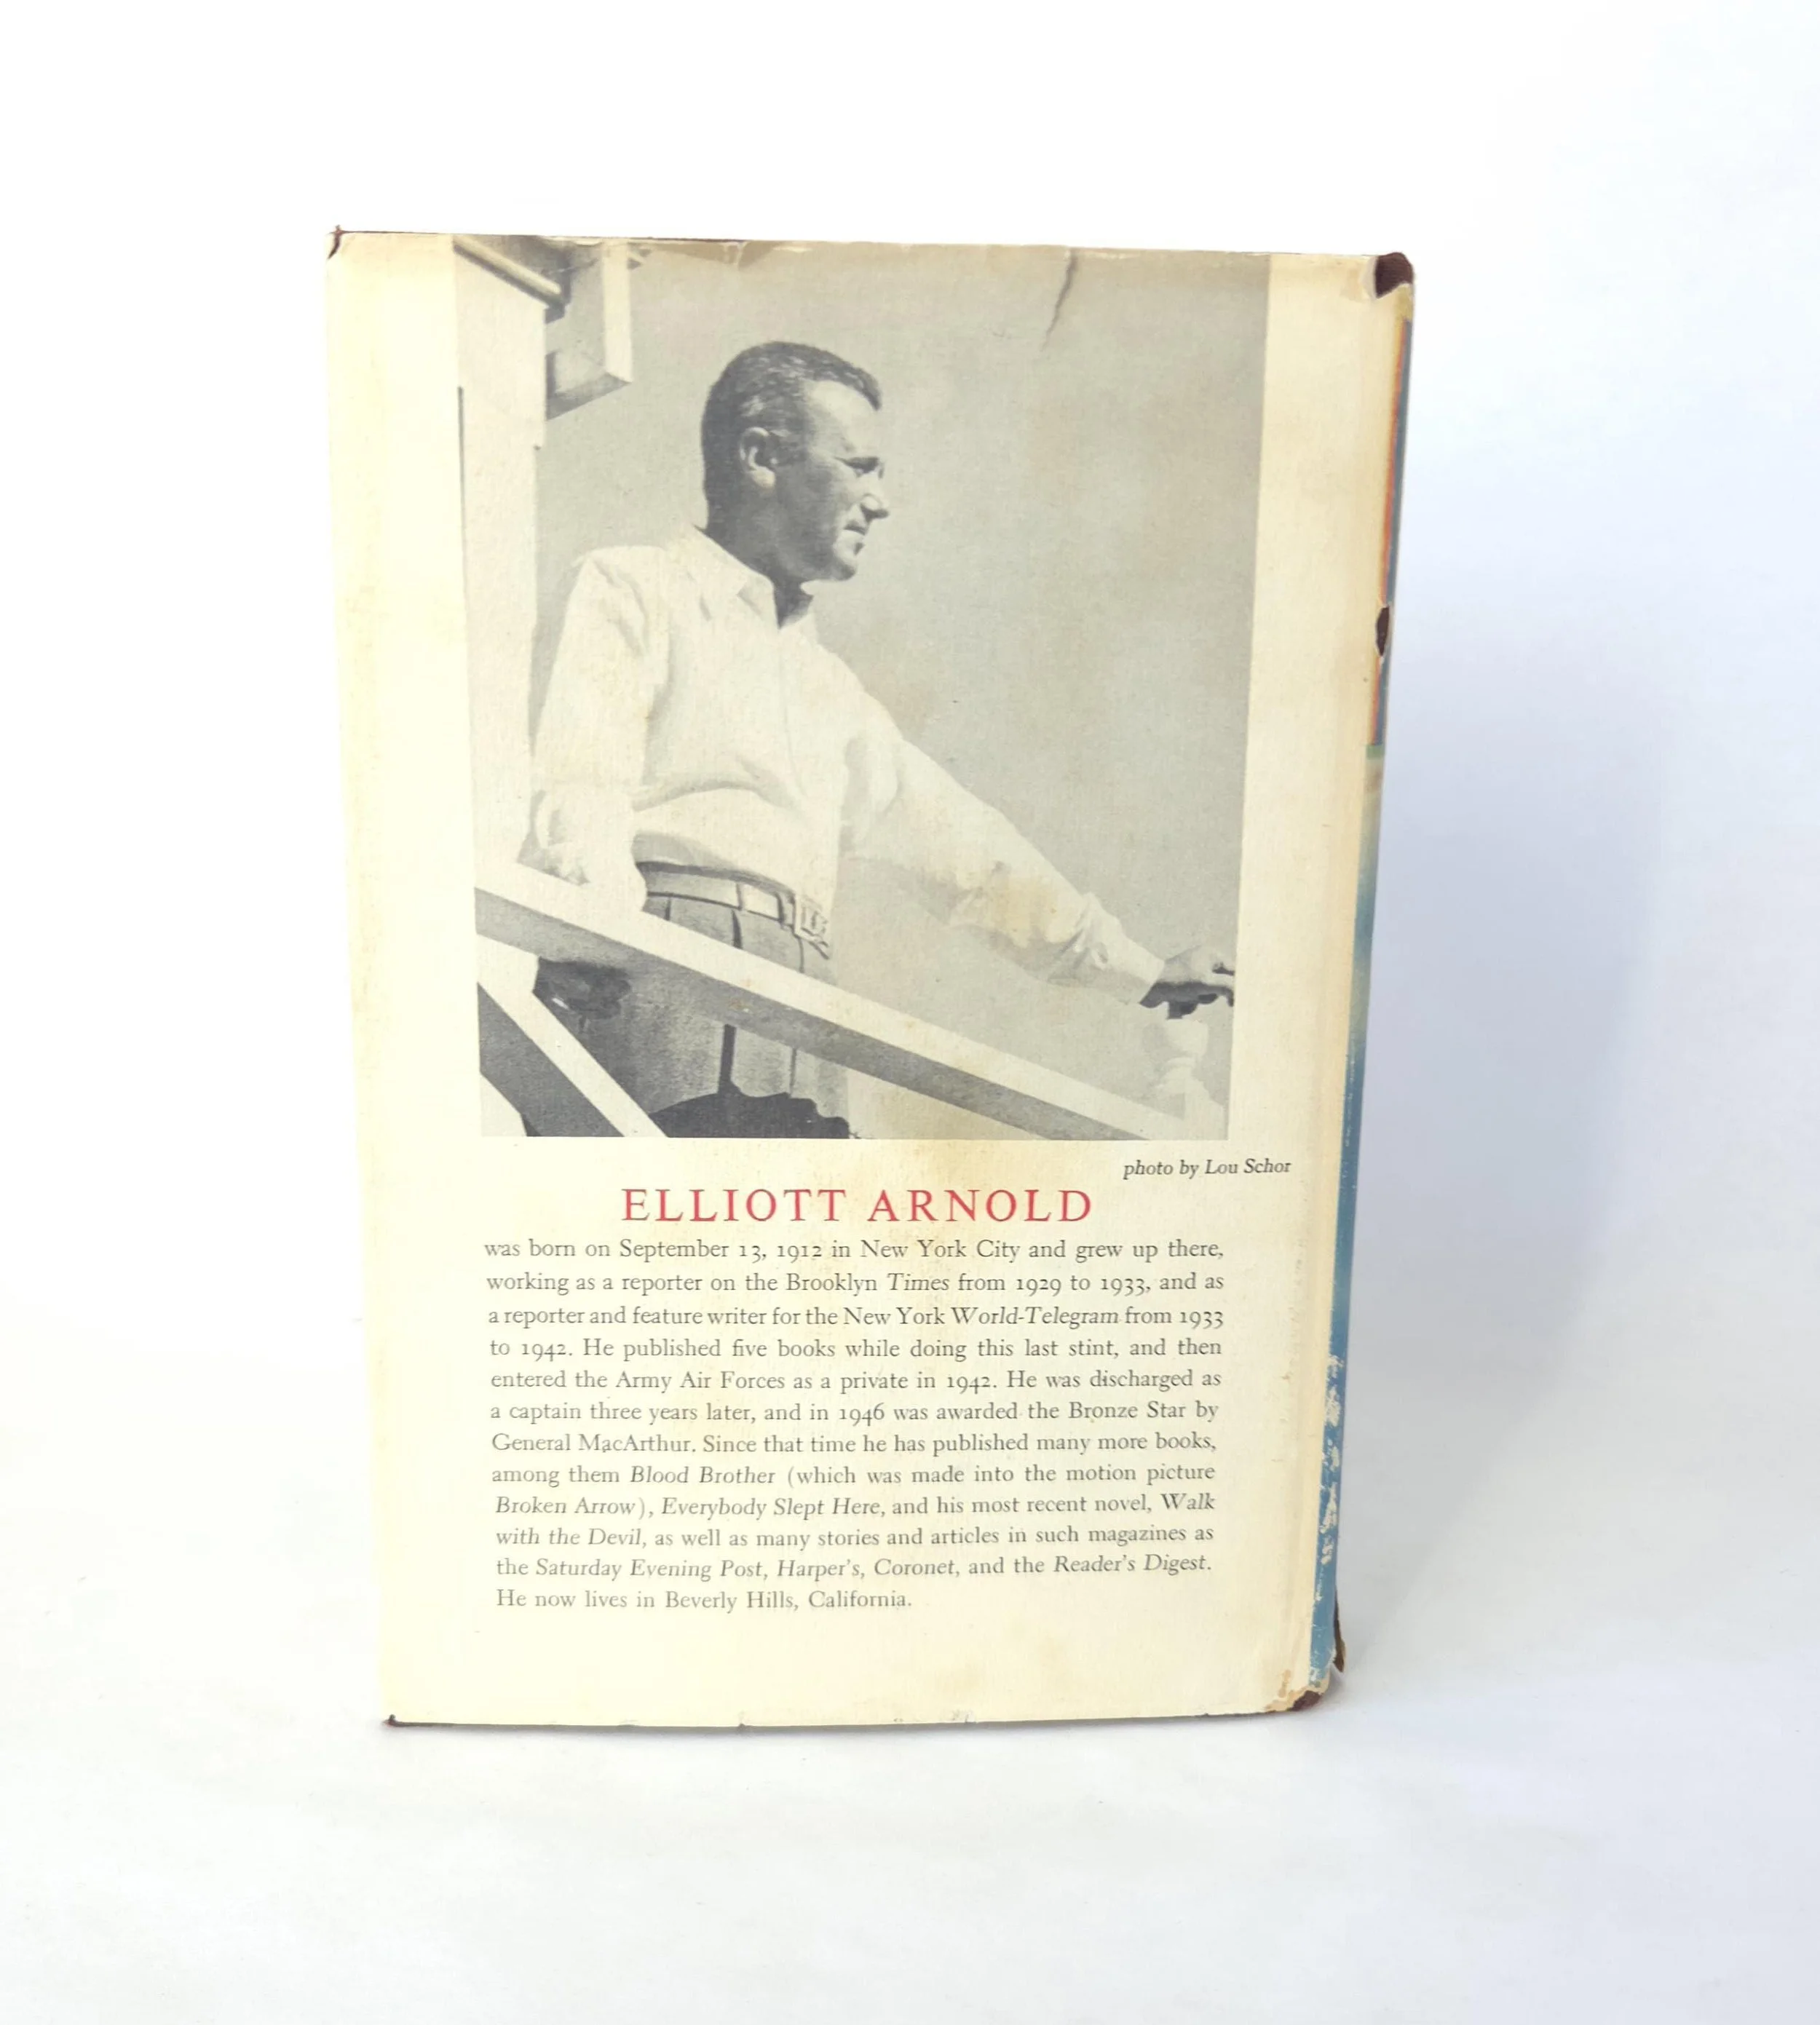 photo by Lou Schor
ELLIOTT ARNOLD
was born on September 13, 1912 in New York City and grew up there,
working as a reporter on the Brooklyn Times from 1929 to 1933, and as
a reporter and feature writer for the New York World-Telegram from 1933
to 1942. He published five books while doing this last stint, and then
entered the Army Air Forces as a private in 1942. He was discharged as
a captain three years later, and in 1946 was awarded the Bronze Star by
General MacArthur. Since that time he has published many more books,
among them Blood Brother (which was made into the motion picture
Broken Arrow), Everybody Slept Here, and his most recent novel, Walk
with the Devil, as well as many stories and articles in such magazines as
the Saturday Evening Post, Harper's, Coronet, and the Reader's Digest.
He now lives in Beverly Hills, California.